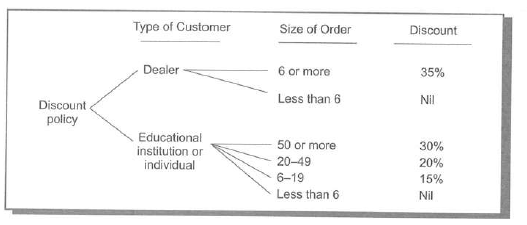 Type of Customer Size of Order Discount
Dealer 6 or more 35%
Less than 6 Nil
Discount
policy
Educational
institution or
individual
50 or more 30%
20–49 20%
6–19 15%
Less than 6 Nil